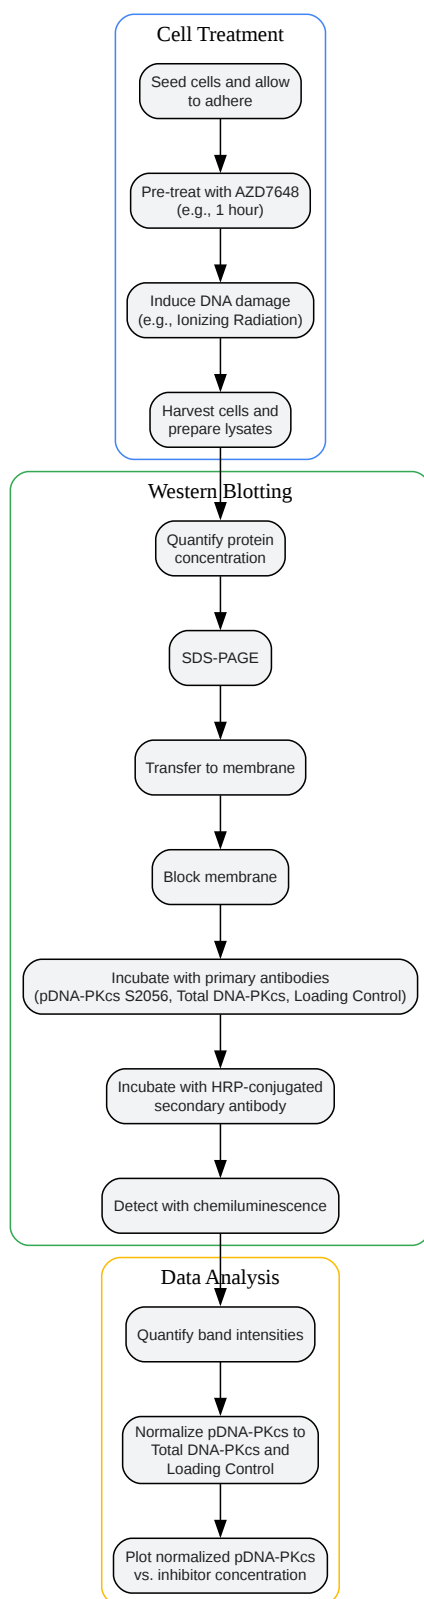 Cell Treatment
Seed cells and allow
to adhere
Pre-treat with AZD7648
(e.g., 1 hour)
Induce DNA damage
(e.g., Ionizing Radiation)
Harvest cells and
prepare lysates
Western Blotting
Quantify protein
concentration
SDS-PAGE
Transfer to membrane
Block membrane
Incubate with primary antibodies
(pDNA-PKcs S2056, Total DNA-PKcs, Loading Control)
Incubate with HRP-conjugated
secondary antibody
Detect with chemiluminescence
Data Analysis
Quantify band intensities
Normalize pDNA-PKcs to
Total DNA-PKcs and
Loading Control
Plot normalized pDNA-PKcs
vs. inhibitor concentration